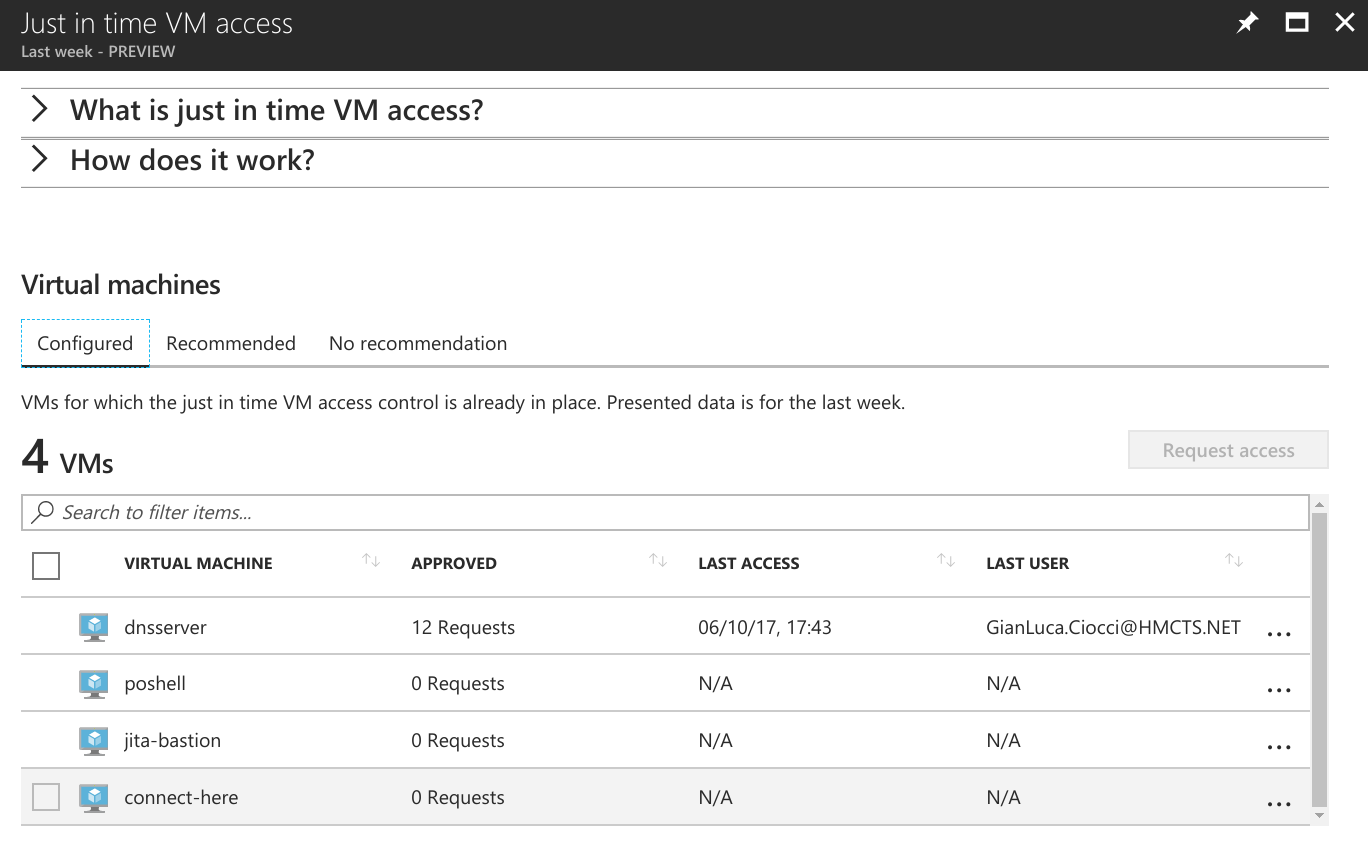 Just in time VM access
Last week - PREVIEW
What is just in time VM access?
How does it work?
Virtual machines
Configured Recommended No recommendation
VMs for which the just in time VM access control is already in place. Presented data is for the last week.
4 VMs
Request access
Search to filter items...
VIRTUAL MACHINE APPROVED LAST ACCESS LAST USER
dnsserver 12 Requests 06/10/17, 17:43 GianLuca.Ciocci@HMCTS.NET ...
poshell 0 Requests N/A N/A ...
jita-bastion 0 Requests N/A N/A ...
connect-here 0 Requests N/A N/A ...